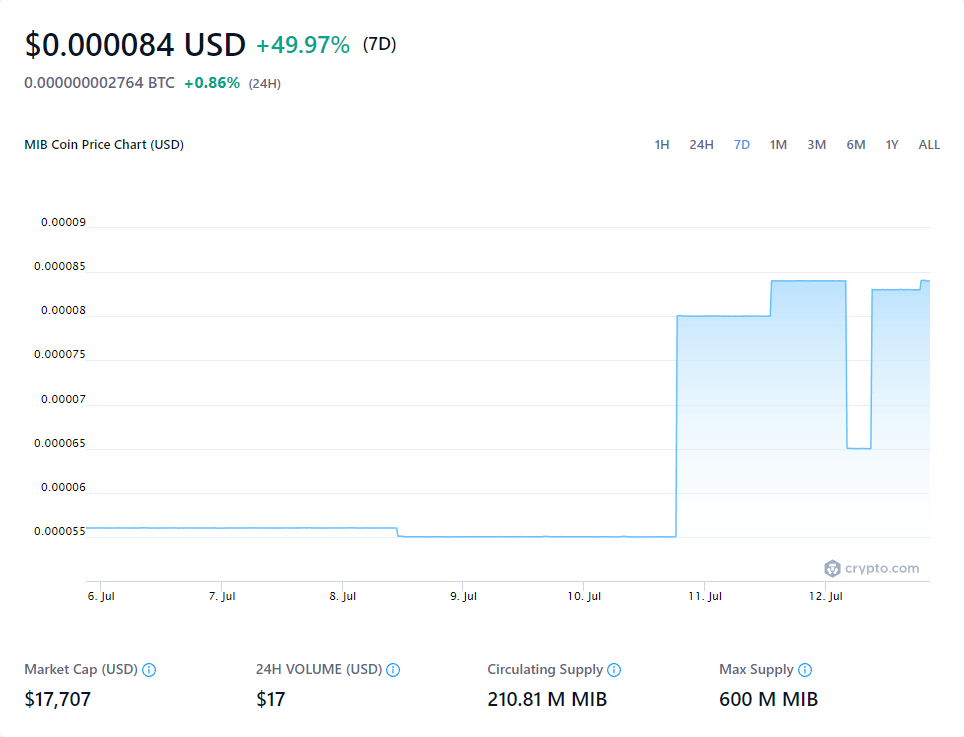 $0.000084 USD +49.97% (7D)
0.000000002764 BTC +0.86% (24H)
MIB Coin Price Chart (USD)
1H 24H 7D 1M 3M 6M 1Y ALL
0.00009
0.000085
0.00008
0.000075
0.00007
0.000065
0.00006
0.000055
crypto.com
6. Jul 7. Jul 8. Jul 9. Jul 10. Jul 11. Jul 12. Jul
Market Cap (USD) 24H VOLUME (USD) Circulating Supply Max Supply
$17,707 $17 210.81 M MIB 600 M MIB